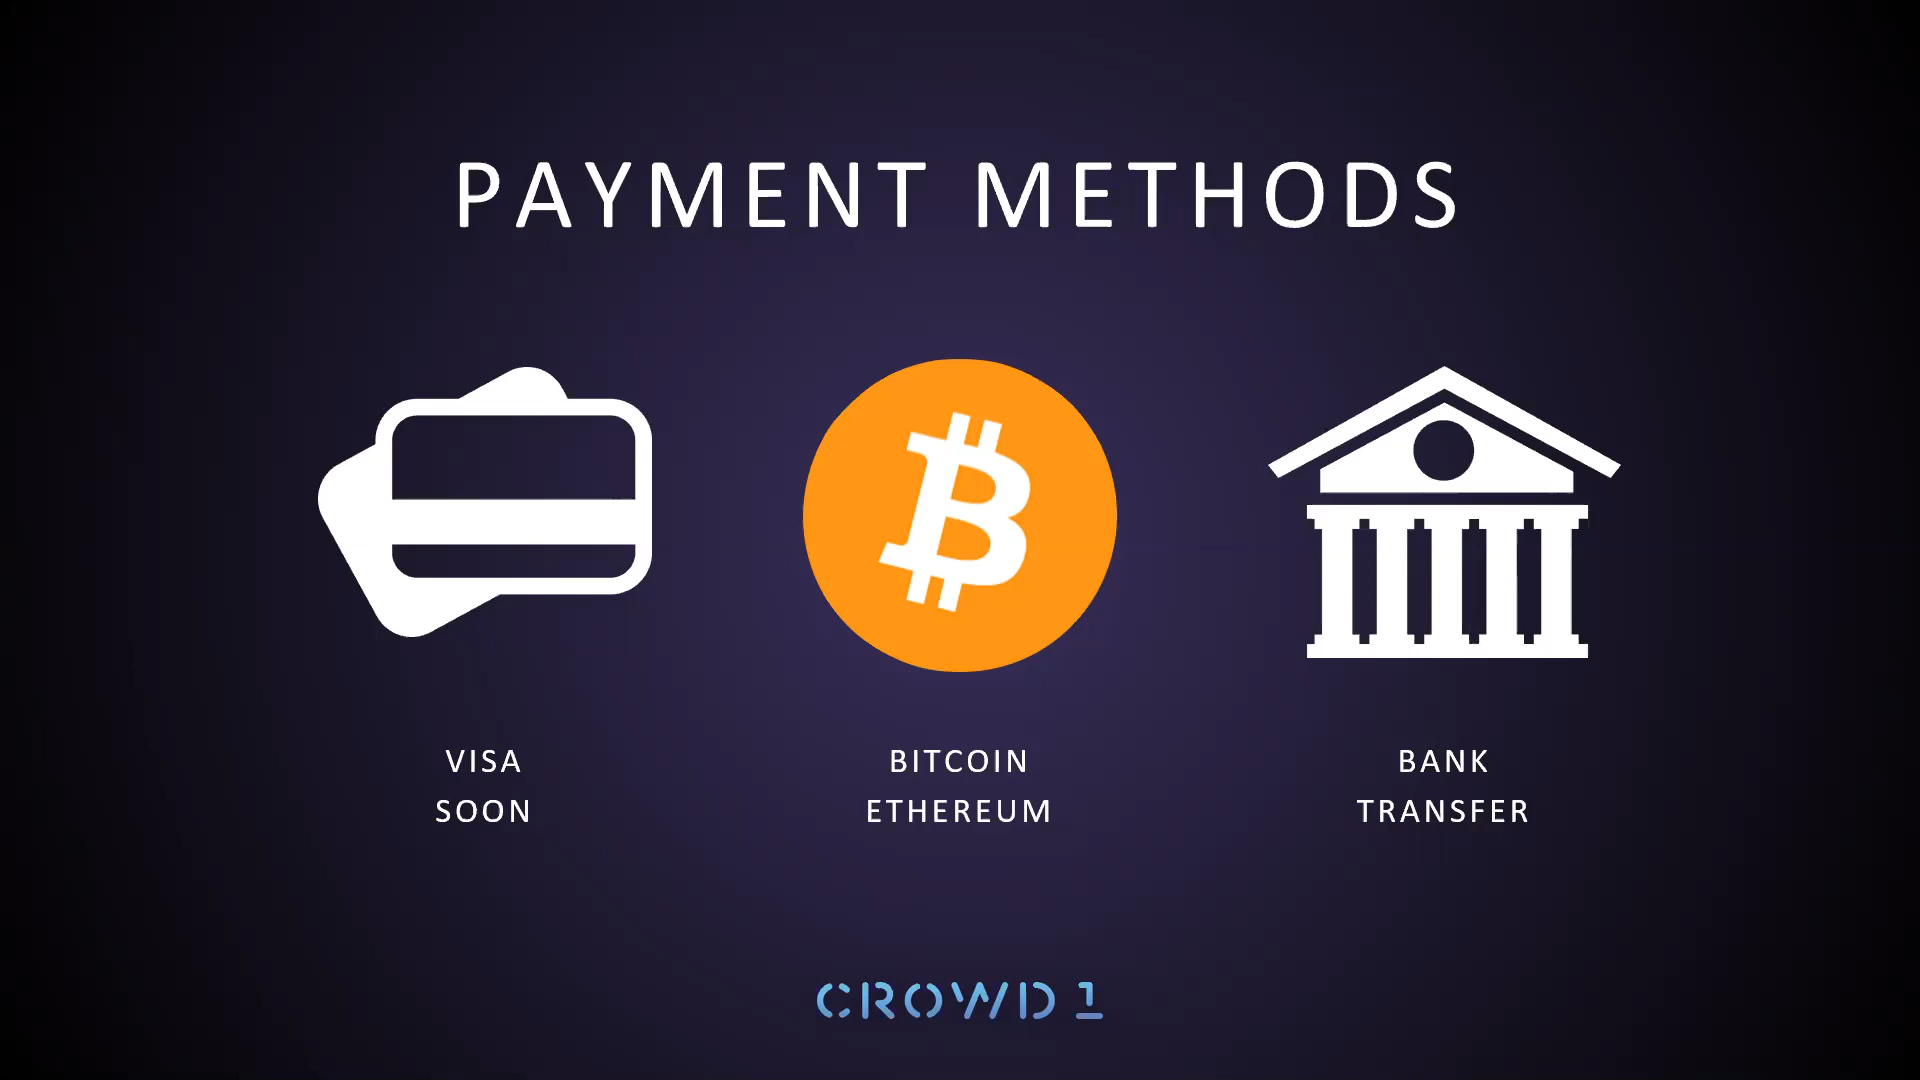 PAYMENT METHODS
VISA
SOON
BITCOIN
ETHEREUM
BANK
TRANSFER
CROWD 1